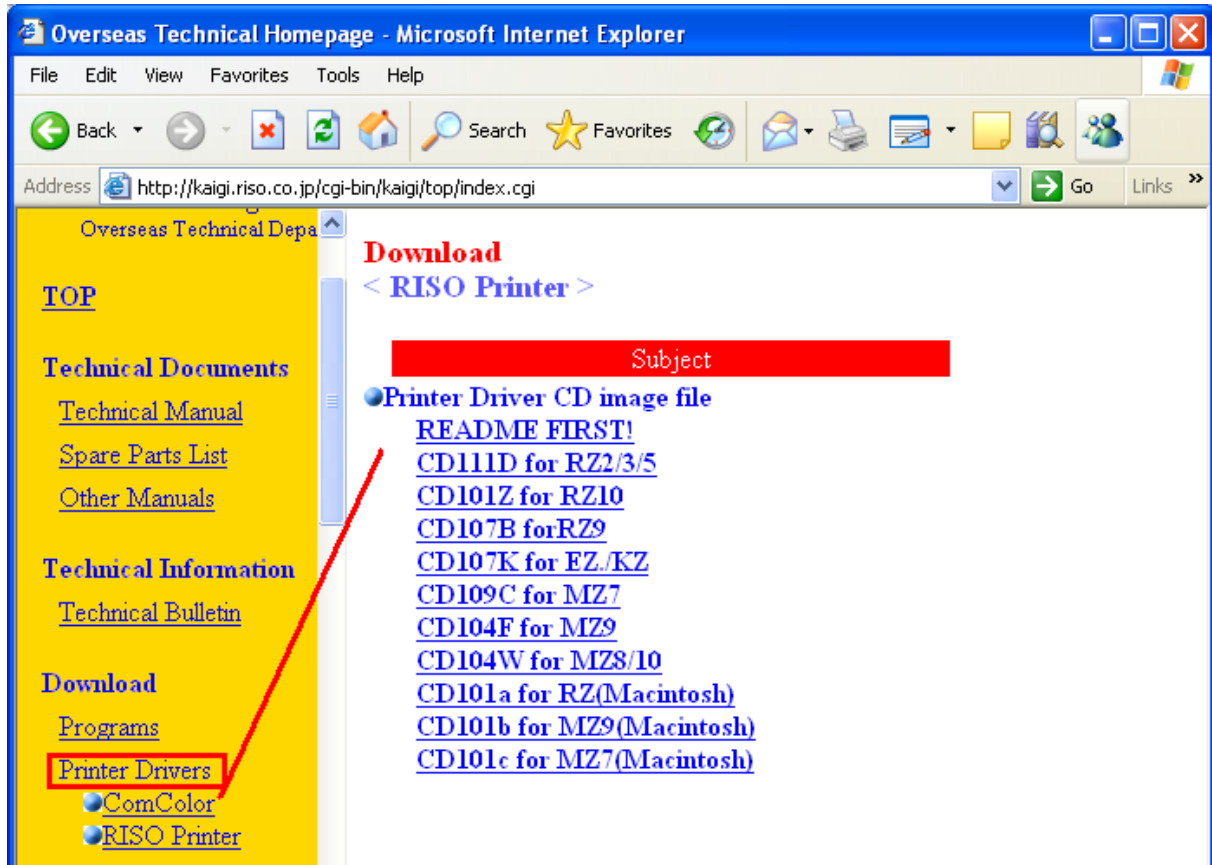 Overseas Technical Homepage - Microsoft Internet Explorer
File Edit View Favorites Tools Help
Back Search Favorites
Address http://kaigi.riso.co.jp/cgi-bin/kaigi/top/index.cgi Go Links »
Overseas Technical Depa
TOP
Technical Documents
Technical Manual
Spare Parts List
Other Manuals
Technical Information
Technical Bulletin
Download
Programs
Printer Drivers
ComColor
RISO Printer
Download
< RISO Printer >
Subject
Printer Driver CD image file
README FIRST!
CD111D for RZ2/3/5
CD101Z for RZ10
CD107B forRZ9
CD107K for EZ./KZ
CD109C for MZ7
CD104F for MZ9
CD104W for MZ8/10
CD101a for RZ(Macintosh)
CD101b for MZ9(Macintosh)
CD101c for MZ7(Macintosh)